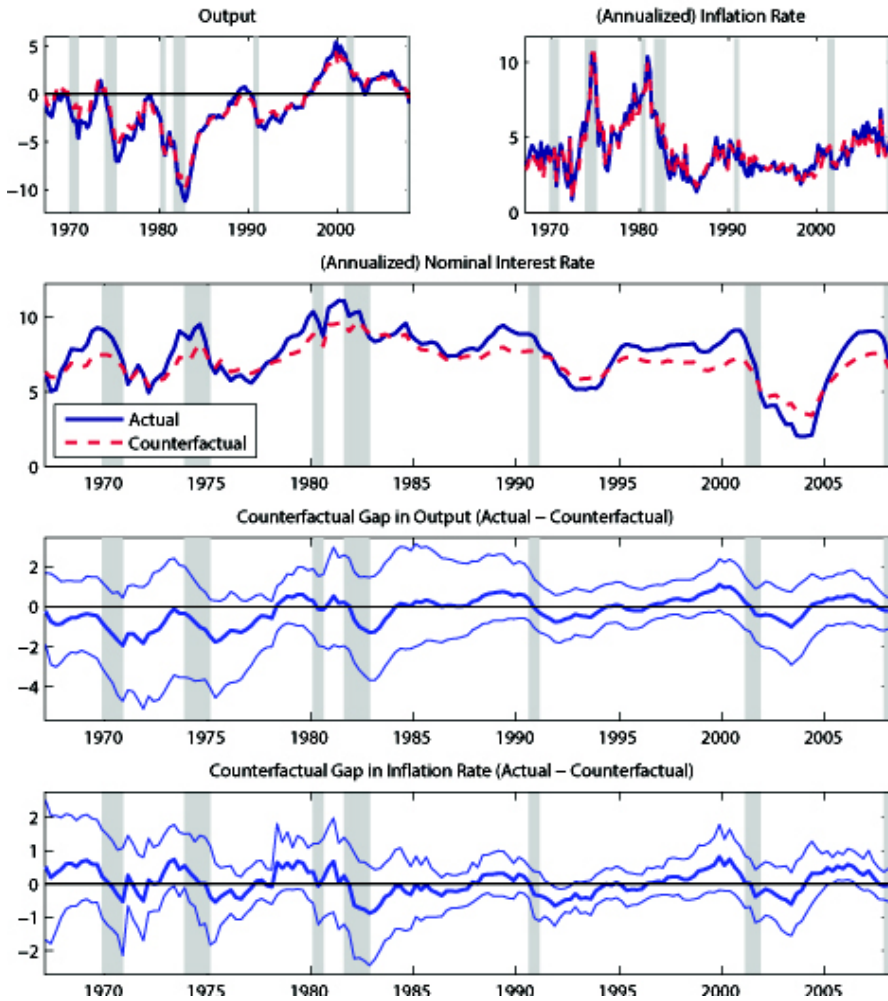 Output
(Annualized) Inflation Rate
5
0
−5
−10
1970 1980 1990 2000
10
5
0
1970 1980 1990 2000
(Annualized) Nominal Interest Rate
10
5
0
Actual
Counterfactual
1970 1975 1980 1985 1990 1995 2000 2005
Counterfactual Gap in Output (Actual − Counterfactual)
2
0
−2
−4
1970 1975 1980 1985 1990 1995 2000 2005
Counterfactual Gap in Inflation Rate (Actual − Counterfactual)
2
1
0
−1
−2
1970 1975 1980 1985 1990 1995 2000 2005